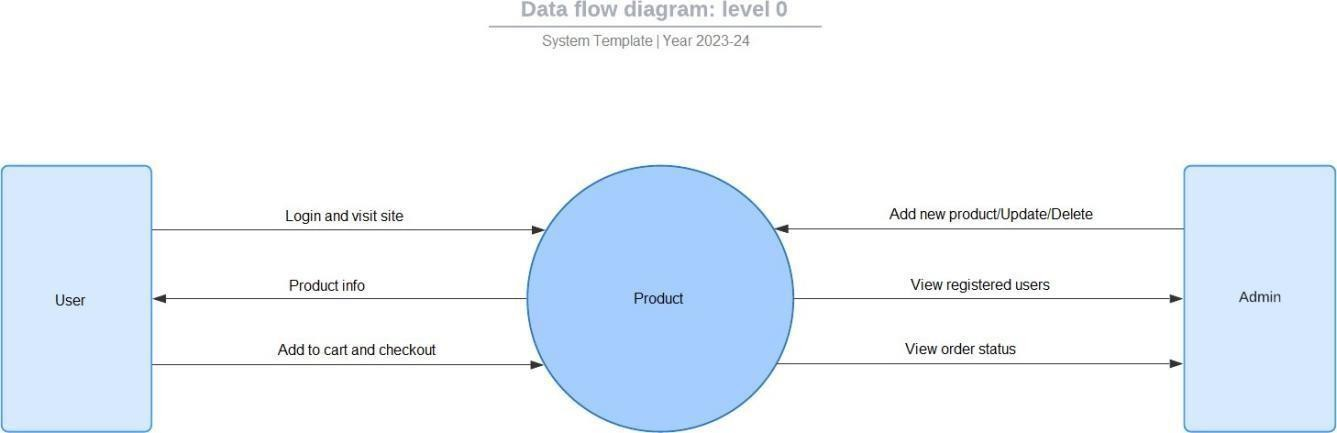 Data flow diagram: level 0
System Template | Year 2023-24
Login and visit site
Add new product/Update/Delete
Product info
View registered users
User
Product
Admin
Add to cart and checkout
View order status